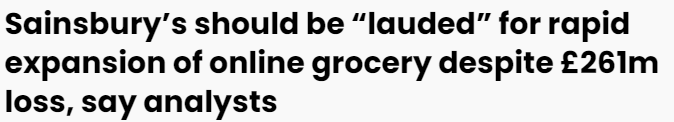 Sainsbury’s should be “lauded” for rapid
expansion of online grocery despite £261m
loss, say analysts